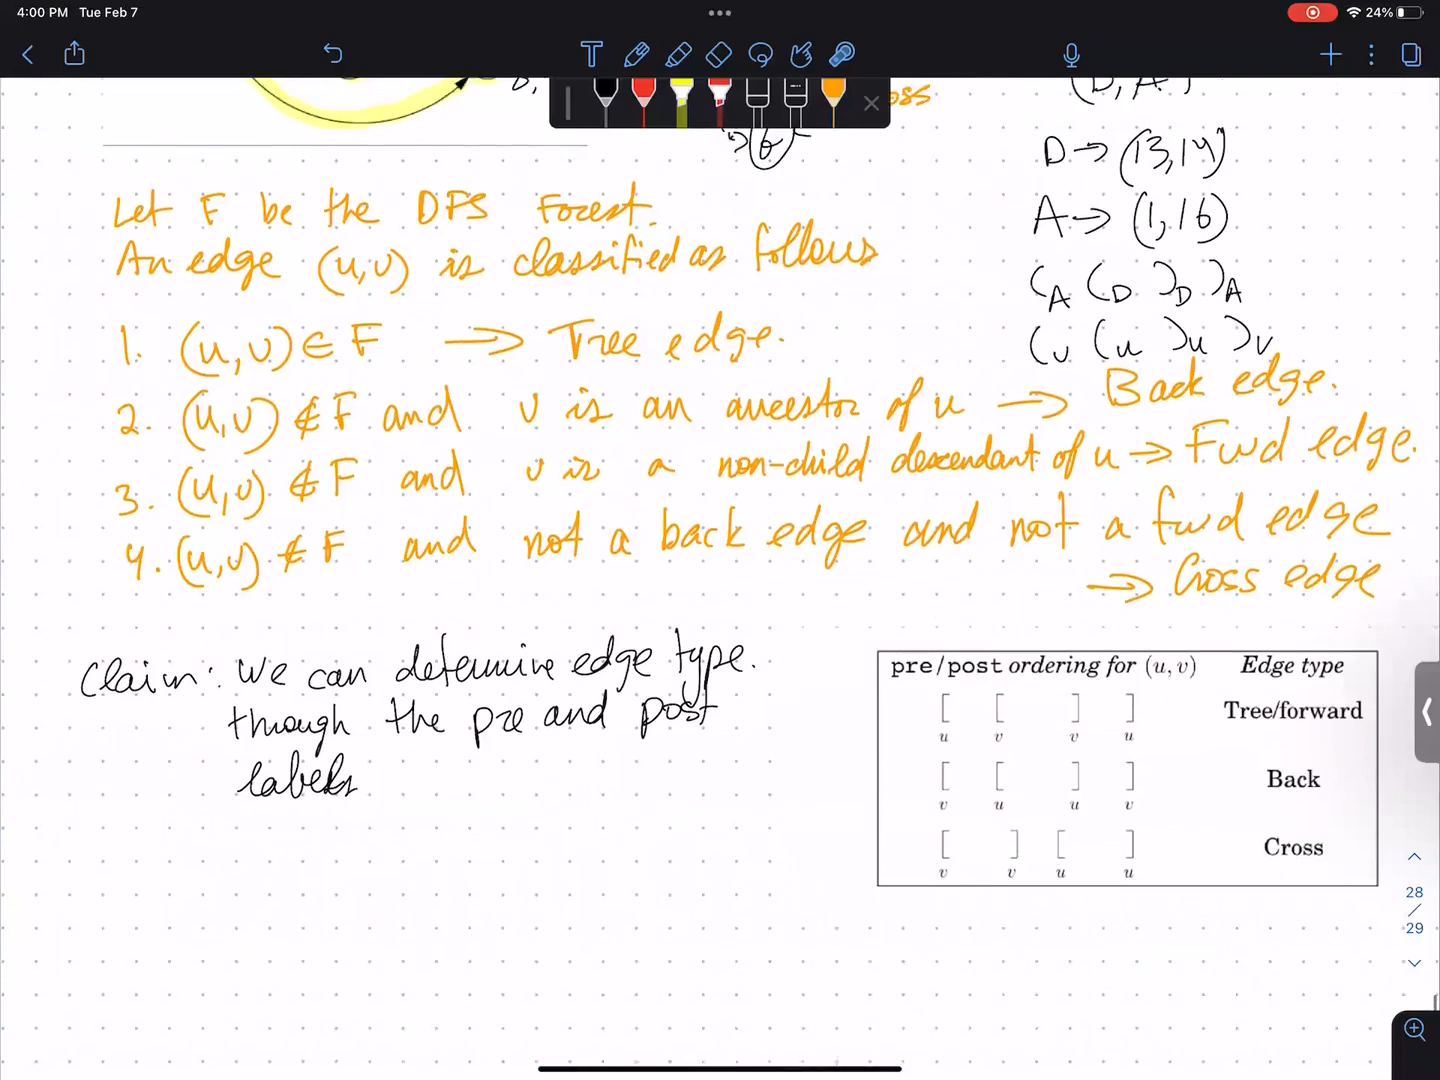 4:00 PM Tue Feb 7
24%
(D, A)
D → (13,14)
A → (1,16)
(A (D )D )A
(v (u )u )v
Let F be the DFS Forest.
An edge (u,v) is classified as follows
1. (u,v) ∈ F → Tree edge.
2. (u,v) ∉ F and v is an ancestor of u → Back edge.
3. (u,v) ∉ F and v is a non-child descendant of u → Fwd edge.
4. (u,v) ∉ F and not a back edge and not a fwd edge
→ Cross edge
Claim: We can determine edge type.
though the pre and post
labels
pre/post ordering for (u, v) Edge type
[ [ ] ] Tree/forward
u v v u
[ [ ] ] Back
v u u v
[ ] [ ] Cross
v v u u
28
/
29